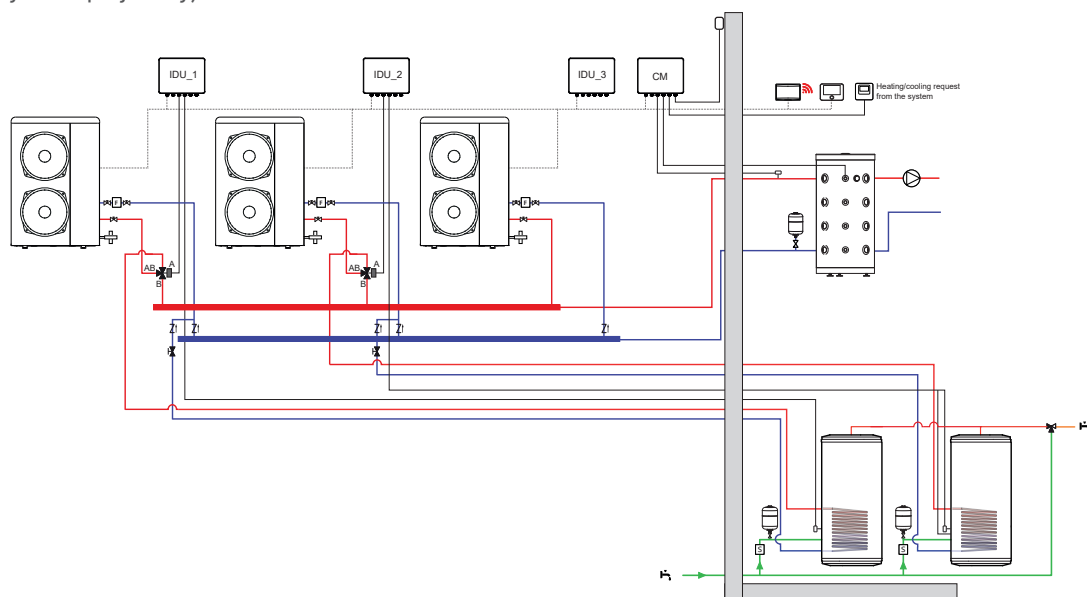 IDU_1
IDU_2
IDU_3
CM
Heating/cooling request
from the system
F
F
F
AB
A
B
AB
A
B
S
S